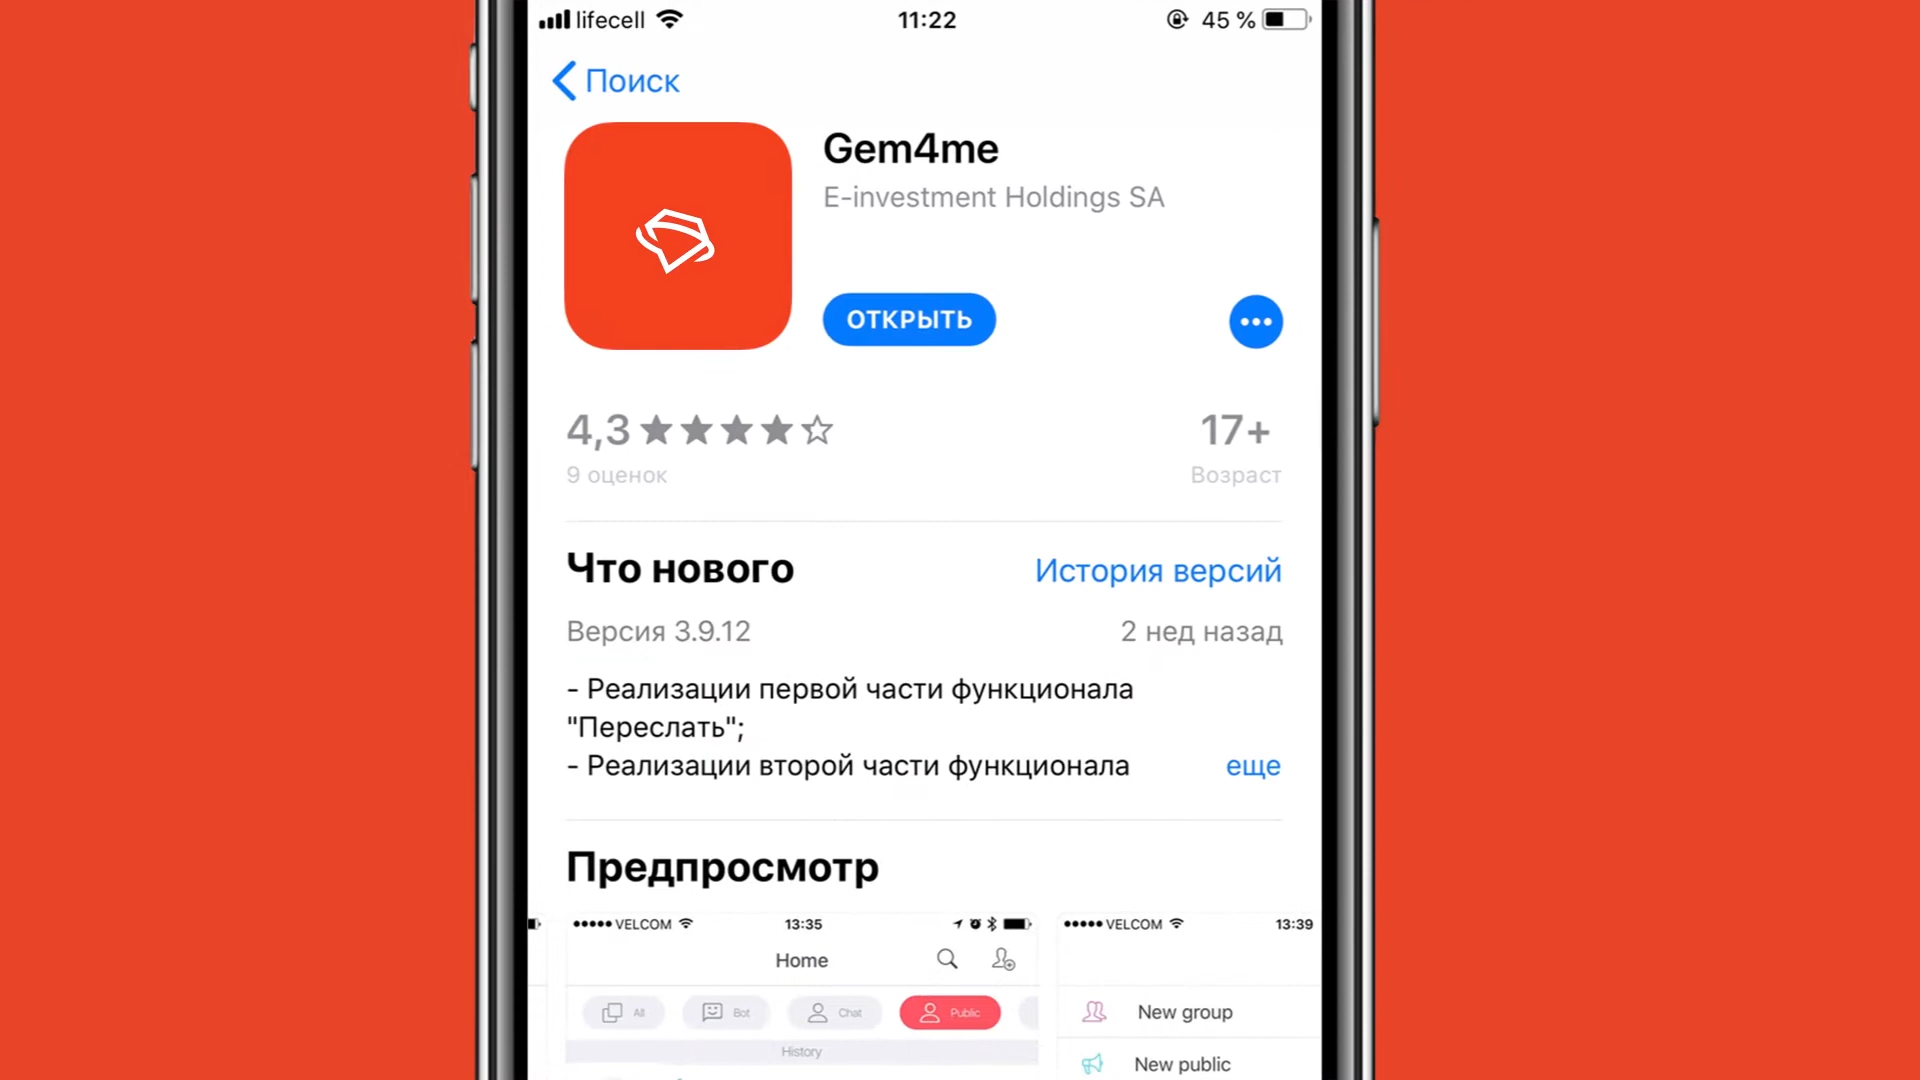 lifecell 11:22 45 %
Поиск
Gem4me
E-investment Holdings SA
ОТКРЫТЬ
4,3 17+
9 оценок Возраст
Что нового История версий
Версия 3.9.12 2 нед назад
- Реализации первой части функционала
"Переслать";
- Реализации второй части функционала еще
Предпросмотр
VELCOM 13:35
Home
All Bot Chat Public
History
VELCOM 13:39
New group
New public